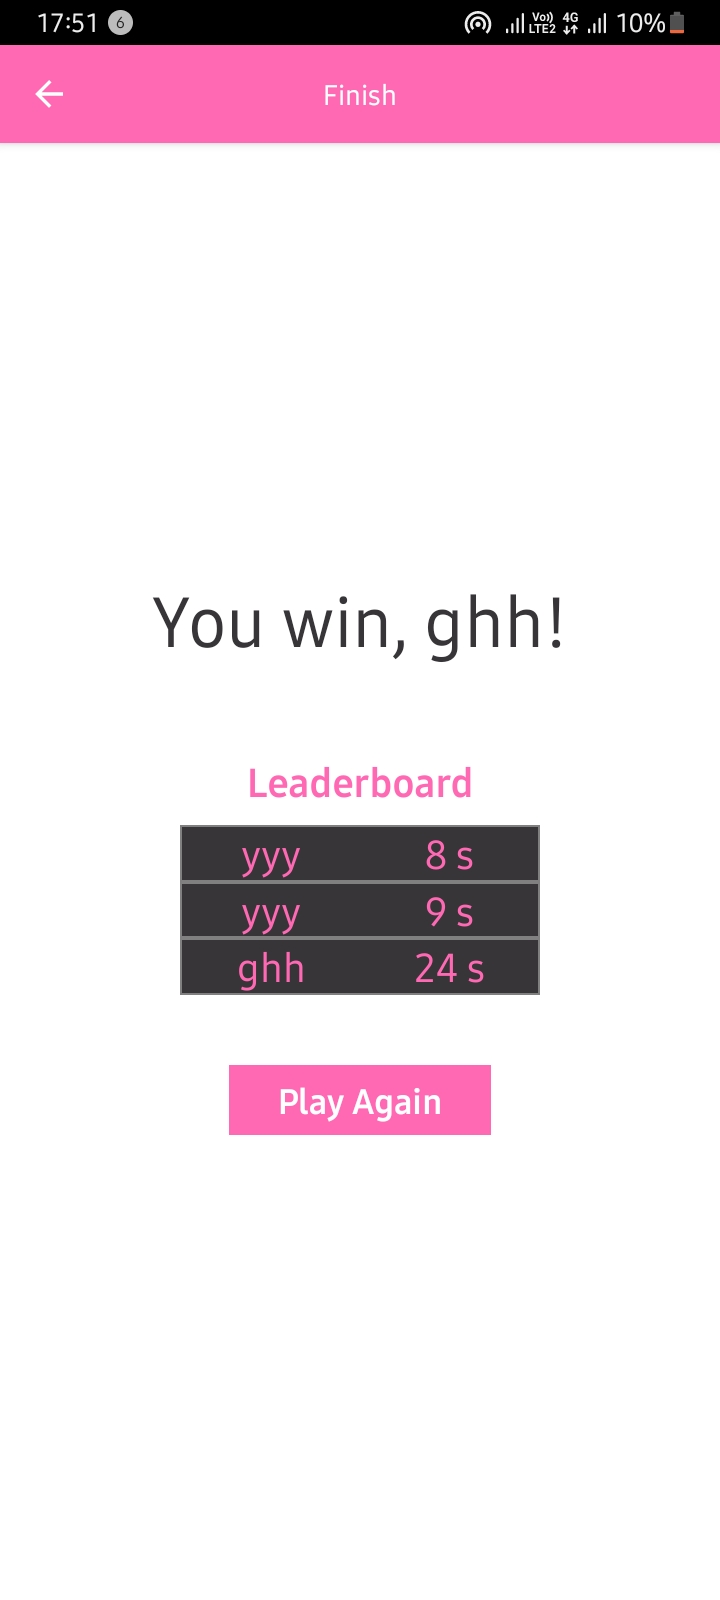 17:51 6 Vo)) LTE2 4G 10%
Finish
You win, ghh!
Leaderboard
yyy 8 s
yyy 9 s
ghh 24 s
Play Again